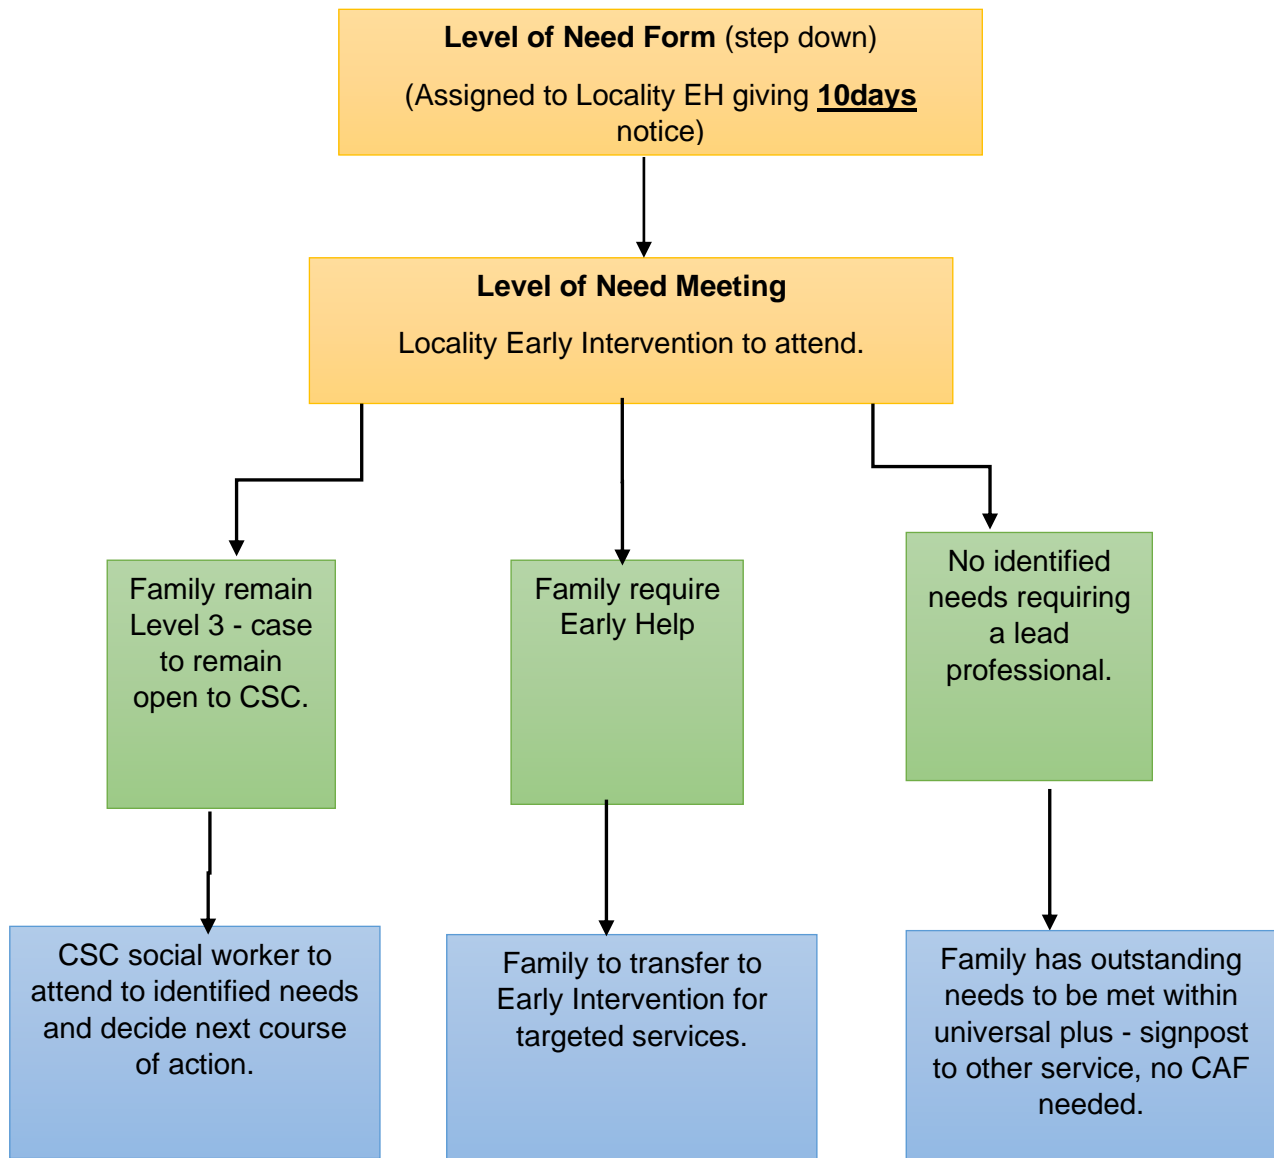 Level of Need Form (step down)
(Assigned to Locality EH giving 10days
notice)
Level of Need Meeting
Locality Early Intervention to attend.
Family remain
Level 3 - case
to remain
open to CSC.
Family require
Early Help
No identified
needs requiring
a lead
professional.
CSC social worker to
attend to identified needs
and decide next course
of action.
Family to transfer to
Early Intervention for
targeted services.
Family has outstanding
needs to be met within
universal plus - signpost
to other service, no CAF
needed.